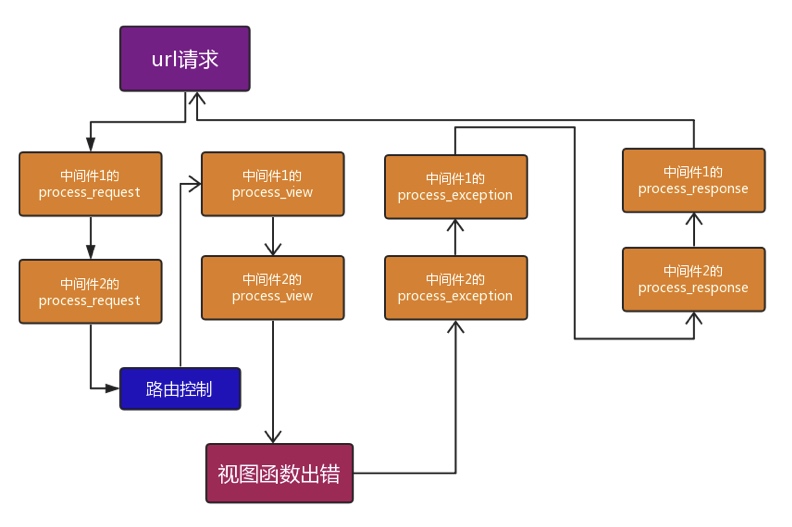 url请求
中间件1的
process_request
中间件2的
process_request
路由控制
中间件1的
process_view
中间件2的
process_view
视图函数出错
中间件2的
process_exception
中间件1的
process_exception
中间件2的
process_response
中间件1的
process_response